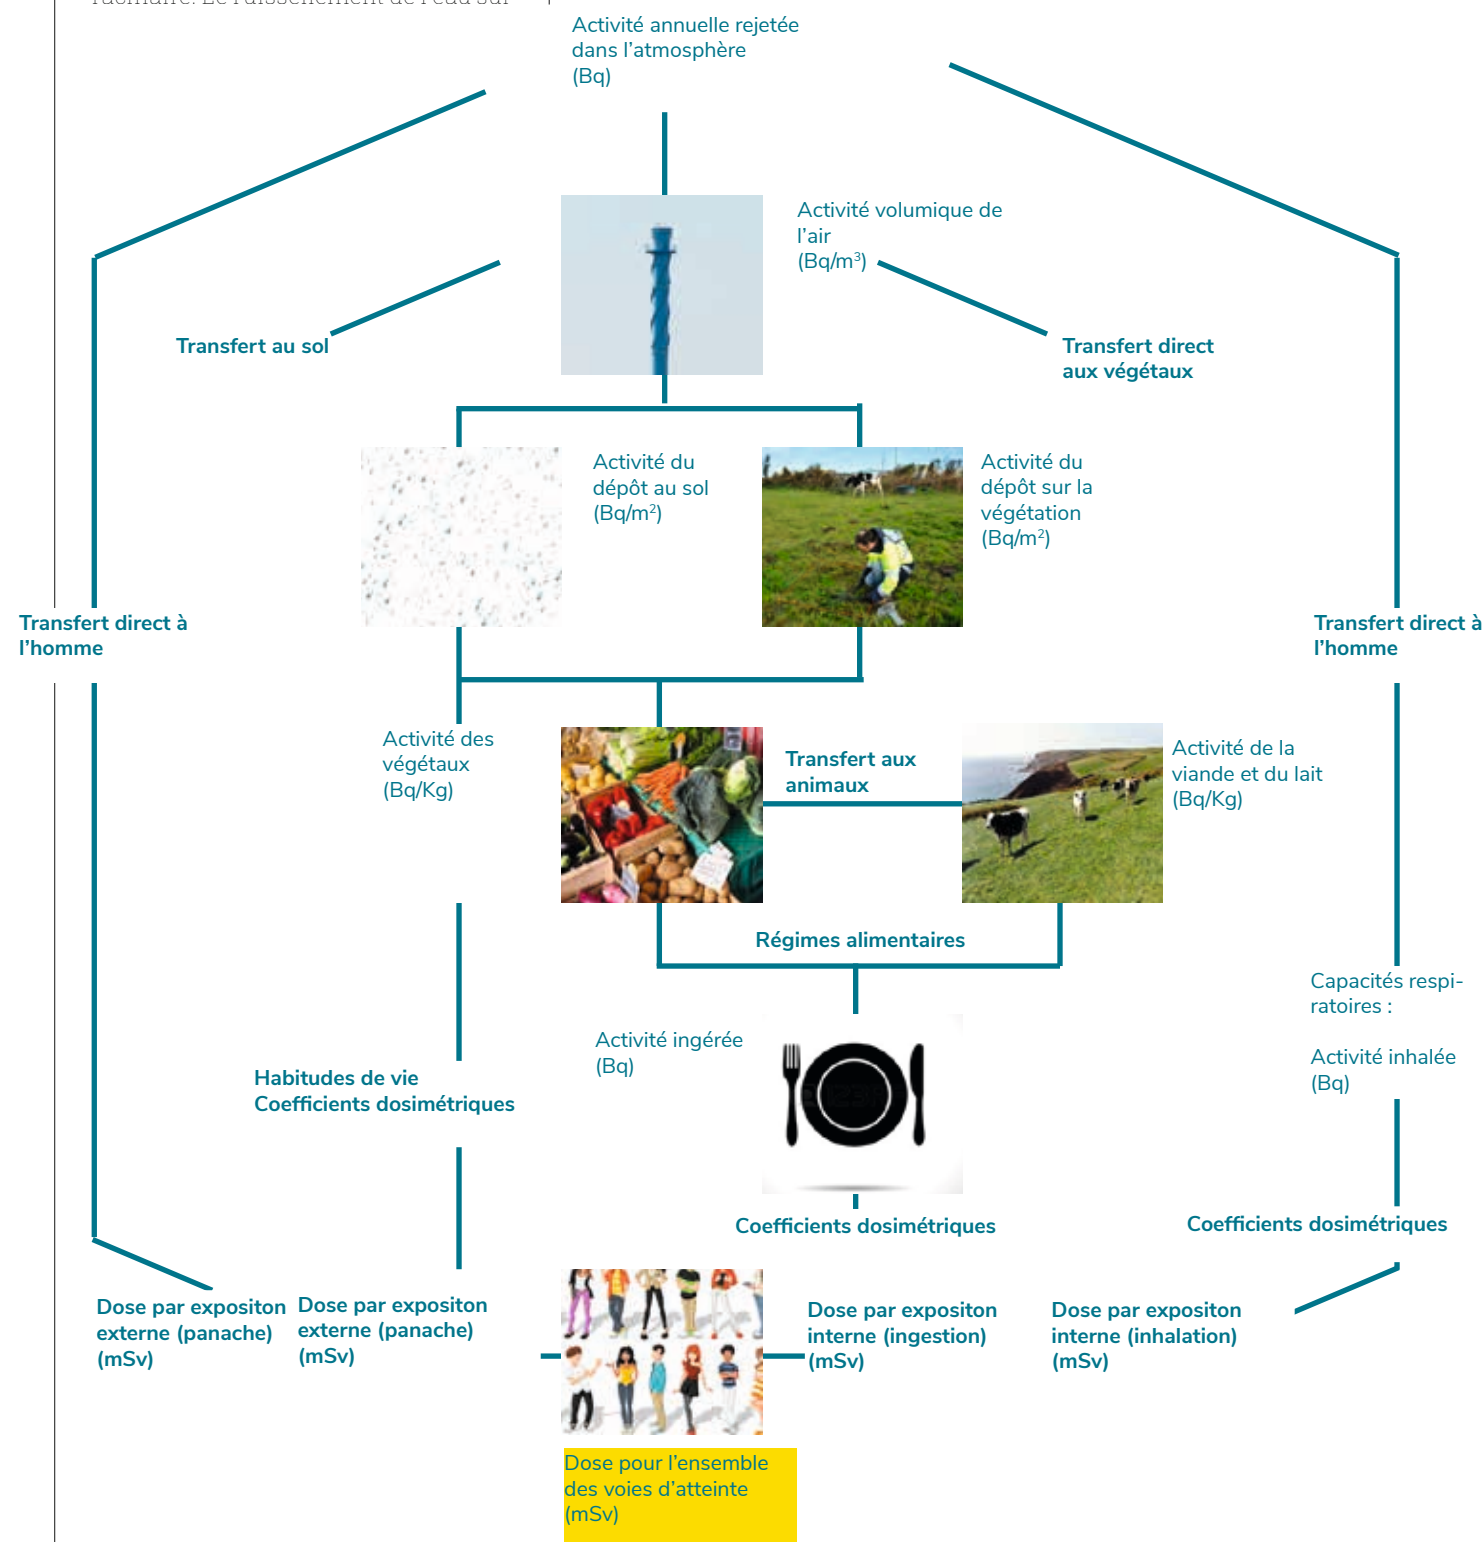 Activité annuelle rejetée
dans l'atmosphère
(Bq)
Activité volumique de
l'air
(Bq/m³)
Transfert au sol
Transfert direct
aux végétaux
Activité du
dépôt au sol
(Bq/m²)
Activité du
dépôt sur la
végétation
(Bq/m²)
Transfert direct à
l'homme
Transfert direct à
l'homme
Activité des
végétaux
(Bq/Kg)
Transfert aux
animaux
Activité de la
viande et du lait
(Bq/Kg)
Régimes alimentaires
Capacités respi-
ratoires :
Activité inhalée
(Bq)
Activité ingérée
(Bq)
Habitudes de vie
Coefficients dosimétriques
Coefficients dosimétriques
Coefficients dosimétriques
Dose par expositon
externe (panache)
(mSv)
Dose par expositon
externe (panache)
(mSv)
Dose par expositon
interne (ingestion)
(mSv)
Dose par expositon
interne (inhalation)
(mSv)
Dose pour l'ensemble
des voies d'atteinte
(mSv)